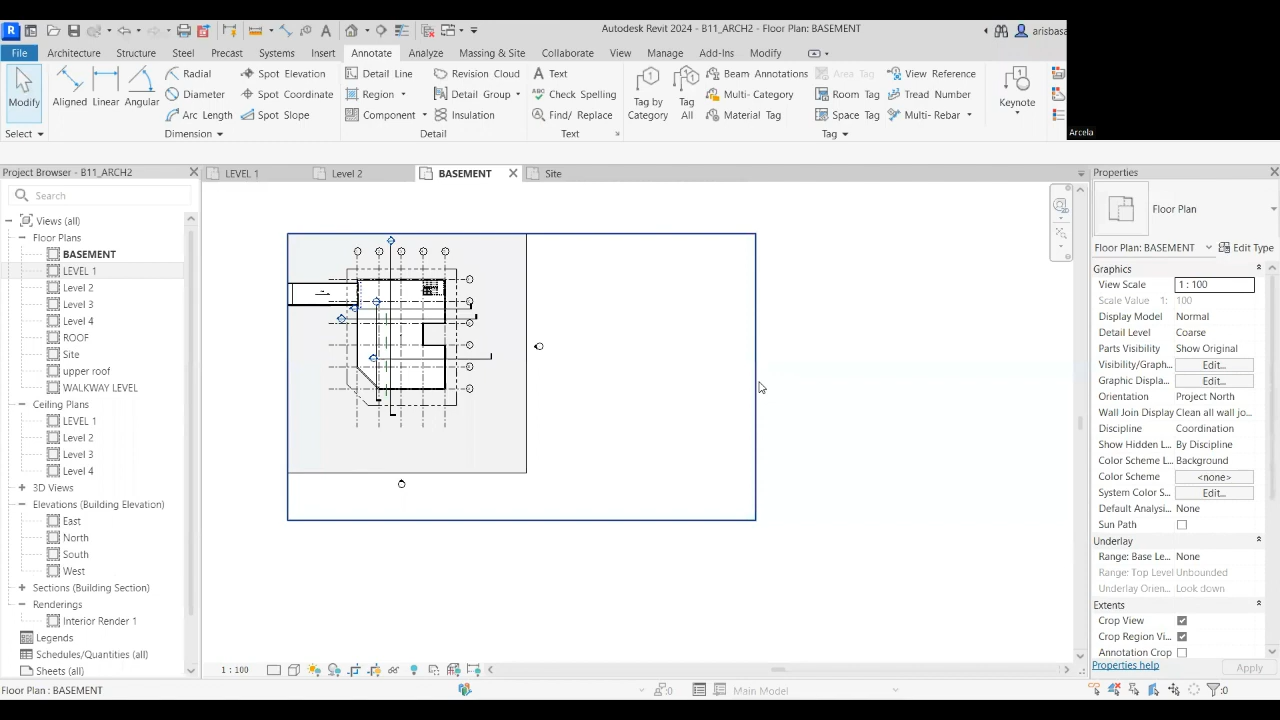 Autodesk Revit 2024 - B11_ARCH2 - Floor Plan: BASEMENT
arisbasa
File
Architecture
Structure
Steel
Precast
Systems
Insert
Annotate
Analyze
Massing & Site
Collaborate
View
Manage
Add-Ins
Modify
Modify
Select
Aligned
Linear
Angular
Radial
Diameter
Arc Length
Spot Elevation
Spot Coordinate
Spot Slope
Dimension
Detail Line
Region
Component
Revision Cloud
Detail Group
Insulation
Detail
Text
Check Spelling
Find/ Replace
Text
Tag by Category
Tag All
Beam Annotations
Multi- Category
Material Tag
Area Tag
Room Tag
Space Tag
View Reference
Tread Number
Multi- Rebar
Tag
Keynote
Arcela
Project Browser - B11_ARCH2
Search
Views (all)
Floor Plans
BASEMENT
LEVEL 1
Level 2
Level 3
Level 4
ROOF
Site
upper roof
WALKWAY LEVEL
Ceiling Plans
LEVEL 1
Level 2
Level 3
Level 4
3D Views
Elevations (Building Elevation)
East
North
South
West
Sections (Building Section)
Renderings
Interior Render 1
Legends
Schedules/Quantities (all)
Sheets (all)
LEVEL 1
Level 2
BASEMENT
Site
1 : 100
Properties
Floor Plan
Floor Plan: BASEMENT
Edit Type
Graphics
View Scale 1 : 100
Scale Value 1: 100
Display Model Normal
Detail Level Coarse
Parts Visibility Show Original
Visibility/Graph... Edit...
Graphic Displa... Edit...
Orientation Project North
Wall Join Display Clean all wall jo...
Discipline Coordination
Show Hidden L... By Discipline
Color Scheme L... Background
Color Scheme <none>
System Color S... Edit...
Default Analysi... None
Sun Path
Underlay
Range: Base Le... None
Range: Top Level Unbounded
Underlay Orien... Look down
Extents
Crop View
Crop Region Vi...
Annotation Crop
Properties help
Apply
Floor Plan : BASEMENT
:0
Main Model
:0